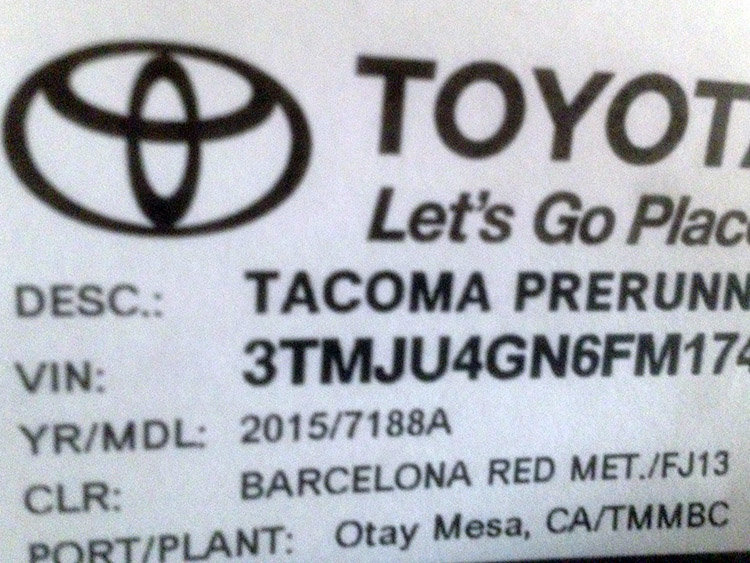 TOYOTA
Let's Go Plac
DESC.: TACOMA PRERUNN
VIN: 3TMJU4GN6FM174
YR/MDL: 2015/7188A
CLR: BARCELONA RED MET./FJ13
PORT/PLANT: Otay Mesa, CA/TMMBC